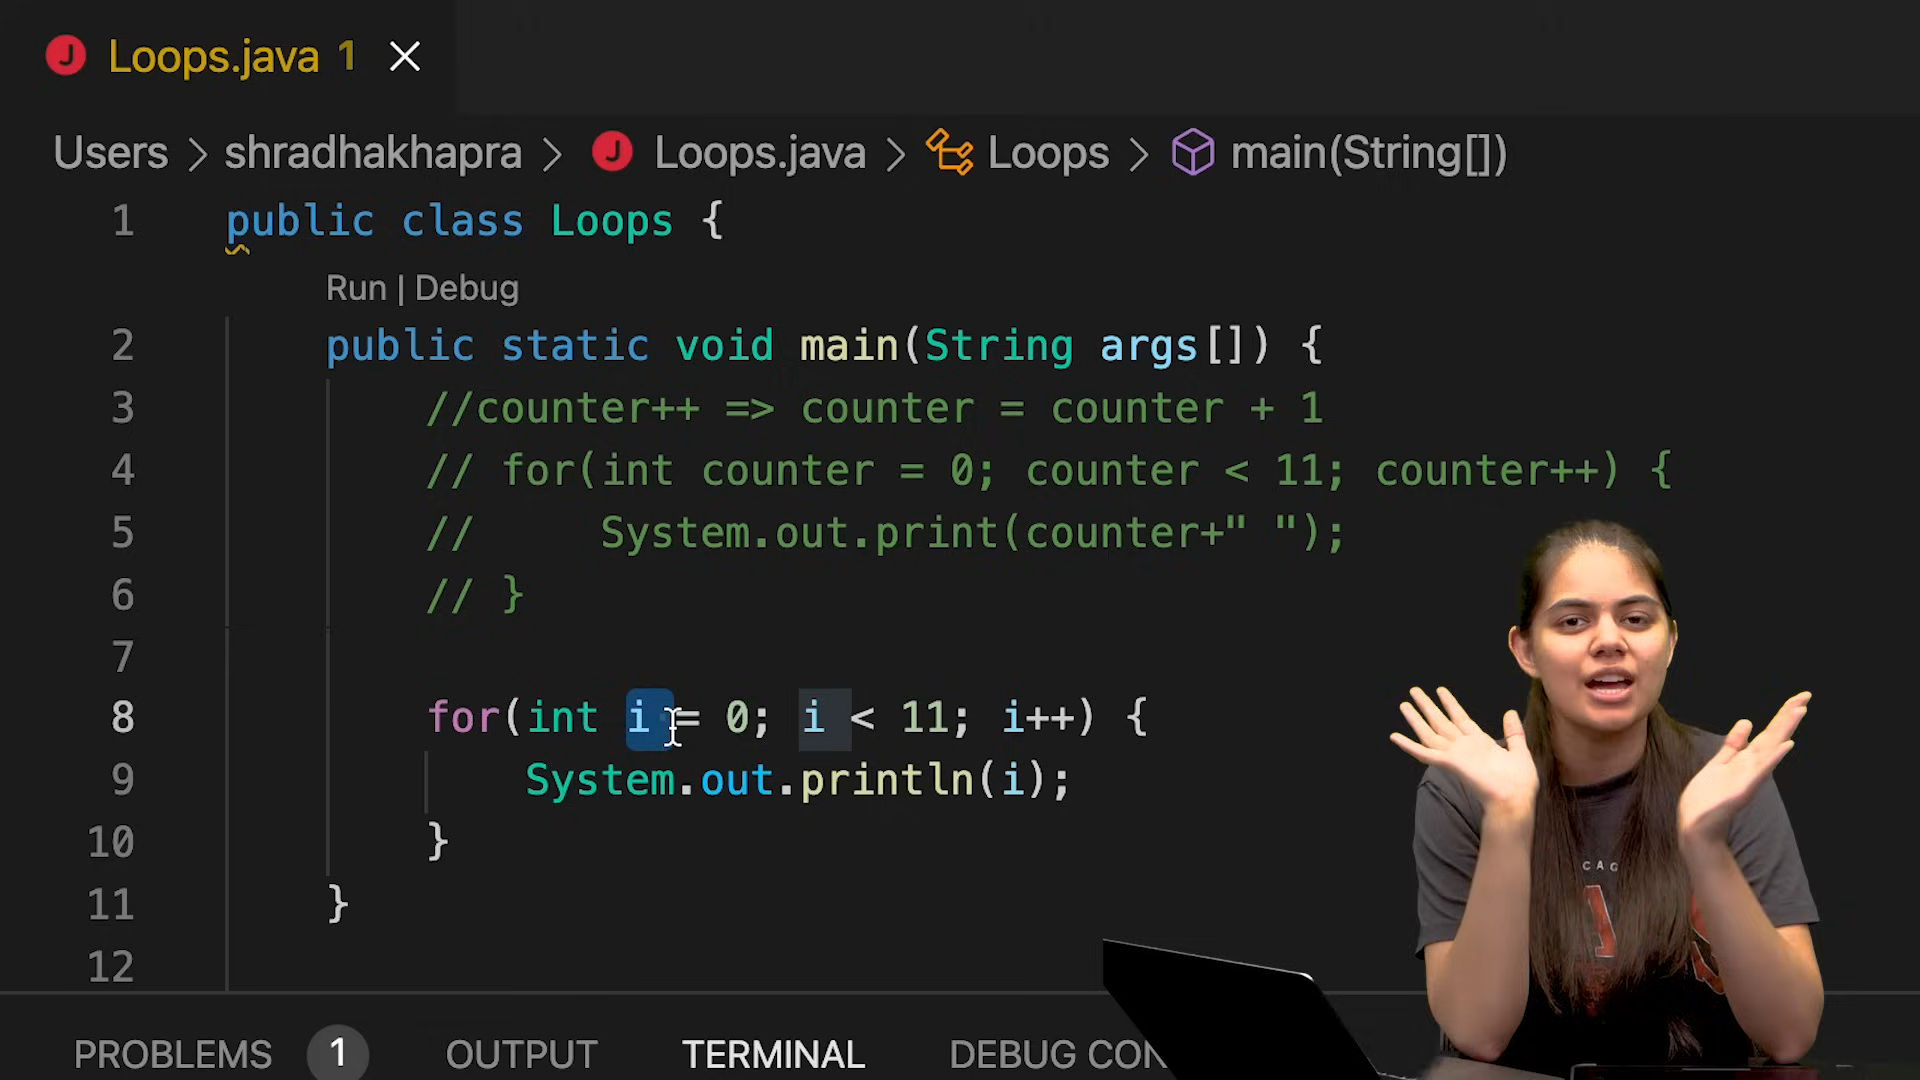 Loops.java 1
Users > shradhakhapra > Loops.java > Loops > main(String[])
1 public class Loops {
Run | Debug
2 public static void main(String args[]) {
3 //counter++ => counter = counter + 1
4 // for(int counter = 0; counter < 11; counter++) {
5 // System.out.print(counter+" ");
6 // }
7
8 for(int i = 0; i < 11; i++) {
9 System.out.println(i);
10 }
11 }
12
CAG
PROBLEMS 1 OUTPUT TERMINAL DEBUG CON